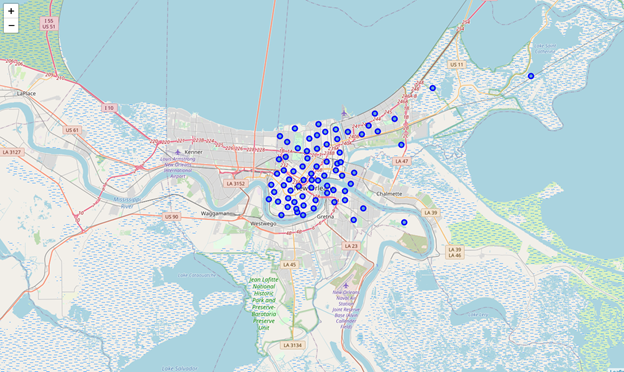 +
−
I 55
US 51
US 11
I 10
LaPlace
US 61
Kenner
Louis Armstrong
New Orleans
International
Airport
LA 3127
LA 47
LA 3152
Mississippi
Chalmette
Waggaman
US 90
Westwego
Gretna
LA 39
LA 23
LA 39
LA 46
LA 45
Jean Lafitte
National
Historic
Park and
Preserve-
Barataria
Preserve
Unit
New Orleans
Naval Air
Station
Joint Reserve
Base
LA 3134